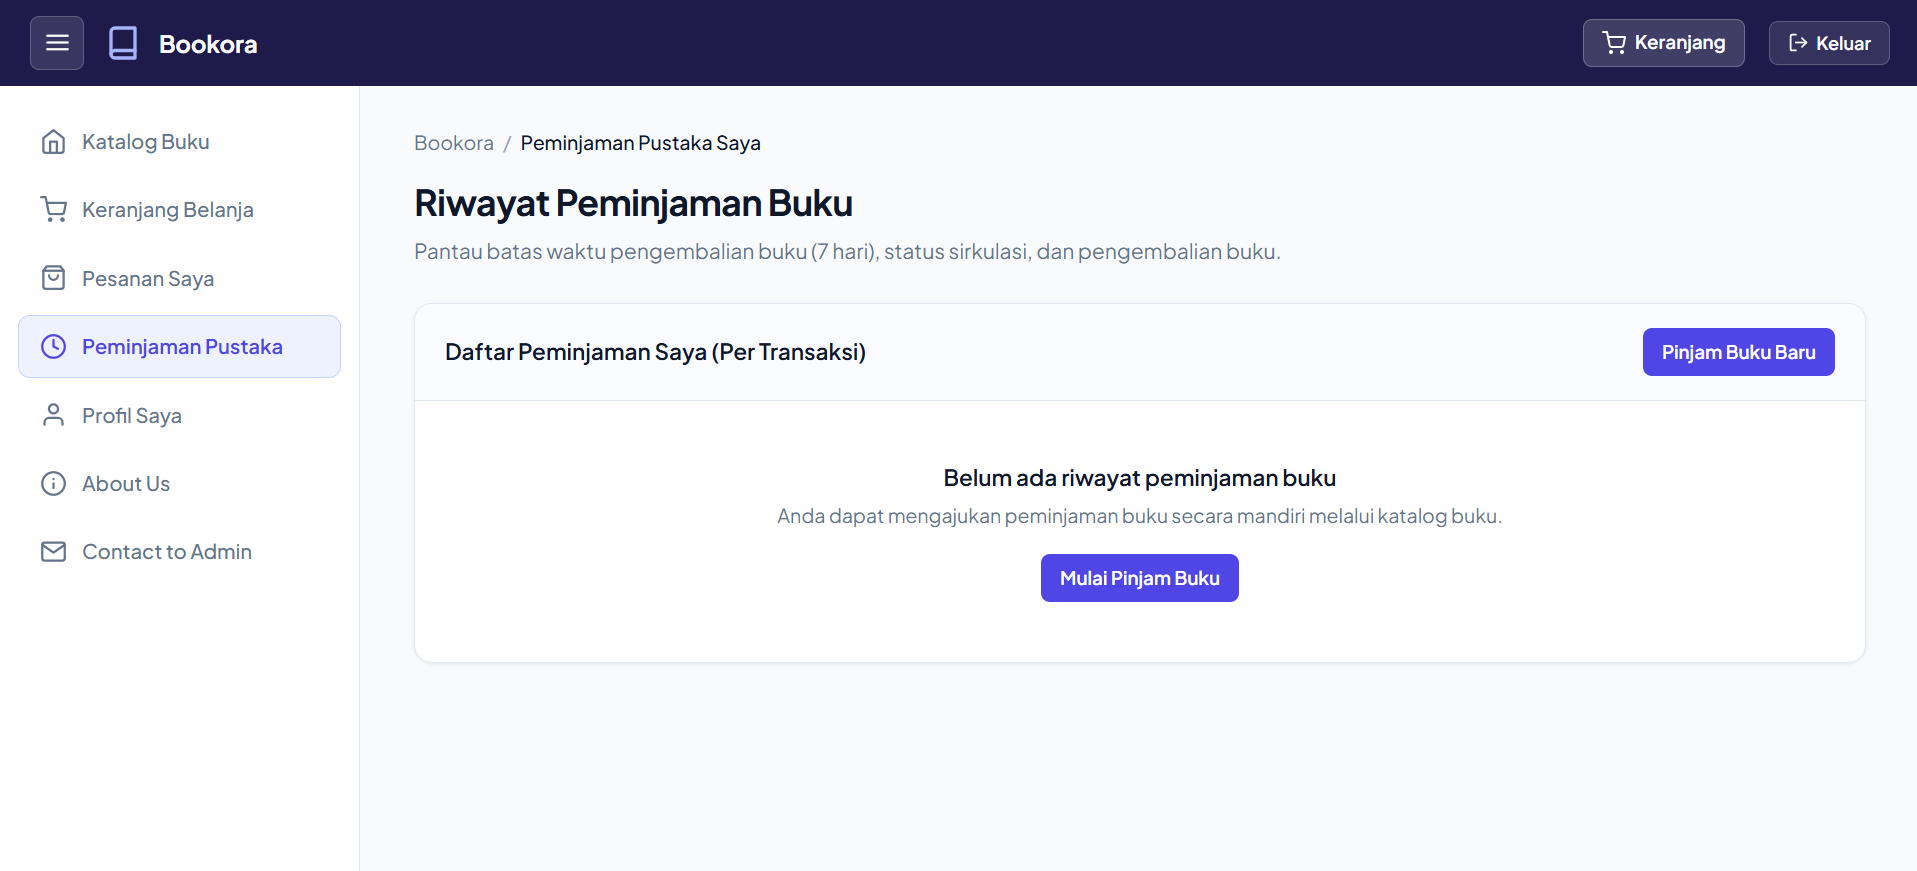 Bookora
Keranjang
Keluar
Katalog Buku
Keranjang Belanja
Pesanan Saya
Peminjaman Pustaka
Profil Saya
About Us
Contact to Admin
Bookora / Peminjaman Pustaka Saya
Riwayat Peminjaman Buku
Pantau batas waktu pengembalian buku (7 hari), status sirkulasi, dan pengembalian buku.
Daftar Peminjaman Saya (Per Transaksi)
Pinjam Buku Baru
Belum ada riwayat peminjaman buku
Anda dapat mengajukan peminjaman buku secara mandiri melalui katalog buku.
Mulai Pinjam Buku